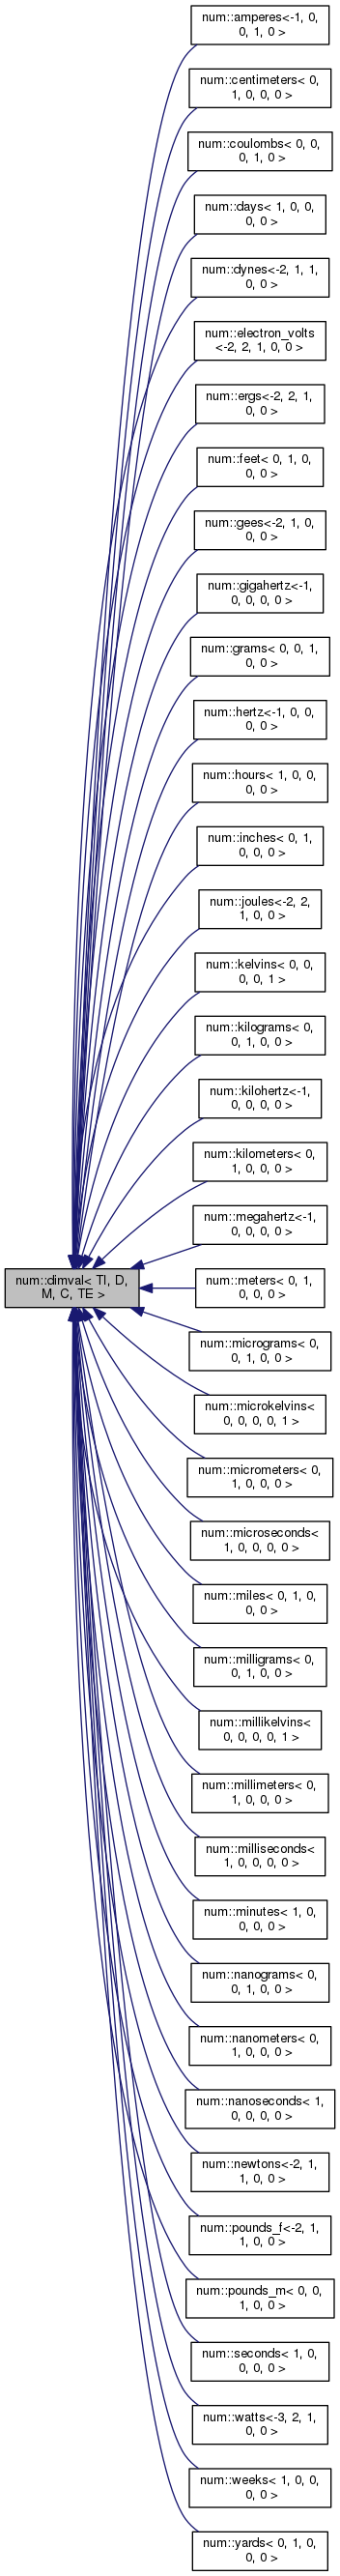 num::amperes<-1, 0,
0, 1, 0 >
num::centimeters< 0,
1, 0, 0, 0 >
num::coulombs< 0, 0,
0, 1, 0 >
num::days< 1, 0, 0,
0, 0 >
num::dynes<-2, 1, 1,
0, 0 >
num::electron_volts
<-2, 2, 1, 0, 0 >
num::ergs<-2, 2, 1,
0, 0 >
num::feet< 0, 1, 0,
0, 0 >
num::gees<-2, 1, 0,
0, 0 >
num::gigahertz<-1,
0, 0, 0, 0 >
num::grams< 0, 0, 1,
0, 0 >
num::hertz<-1, 0, 0,
0, 0 >
num::hours< 1, 0, 0,
0, 0 >
num::inches< 0, 1,
0, 0, 0 >
num::joules<-2, 2,
1, 0, 0 >
num::kelvins< 0, 0,
0, 0, 1 >
num::kilograms< 0,
0, 1, 0, 0 >
num::kilohertz<-1,
0, 0, 0, 0 >
num::kilometers< 0,
1, 0, 0, 0 >
num::megahertz<-1,
0, 0, 0, 0 >
num::dimval< TI, D,
M, C, TE >
num::meters< 0, 1,
0, 0, 0 >
num::micrograms< 0,
0, 1, 0, 0 >
num::microkelvins<
0, 0, 0, 0, 1 >
num::micrometers< 0,
1, 0, 0, 0 >
num::microseconds<
1, 0, 0, 0, 0 >
num::miles< 0, 1, 0,
0, 0 >
num::milligrams< 0,
0, 1, 0, 0 >
num::millikelvins<
0, 0, 0, 0, 1 >
num::millimeters< 0,
1, 0, 0, 0 >
num::milliseconds<
1, 0, 0, 0, 0 >
num::minutes< 1, 0,
0, 0, 0 >
num::nanograms< 0,
0, 1, 0, 0 >
num::nanometers< 0,
1, 0, 0, 0 >
num::nanoseconds< 1,
0, 0, 0, 0 >
num::newtons<-2, 1,
1, 0, 0 >
num::pounds_f<-2, 1,
1, 0, 0 >
num::pounds_m< 0, 0,
1, 0, 0 >
num::seconds< 1, 0,
0, 0, 0 >
num::watts<-3, 2, 1,
0, 0 >
num::weeks< 1, 0, 0,
0, 0 >
num::yards< 0, 1, 0,
0, 0 >